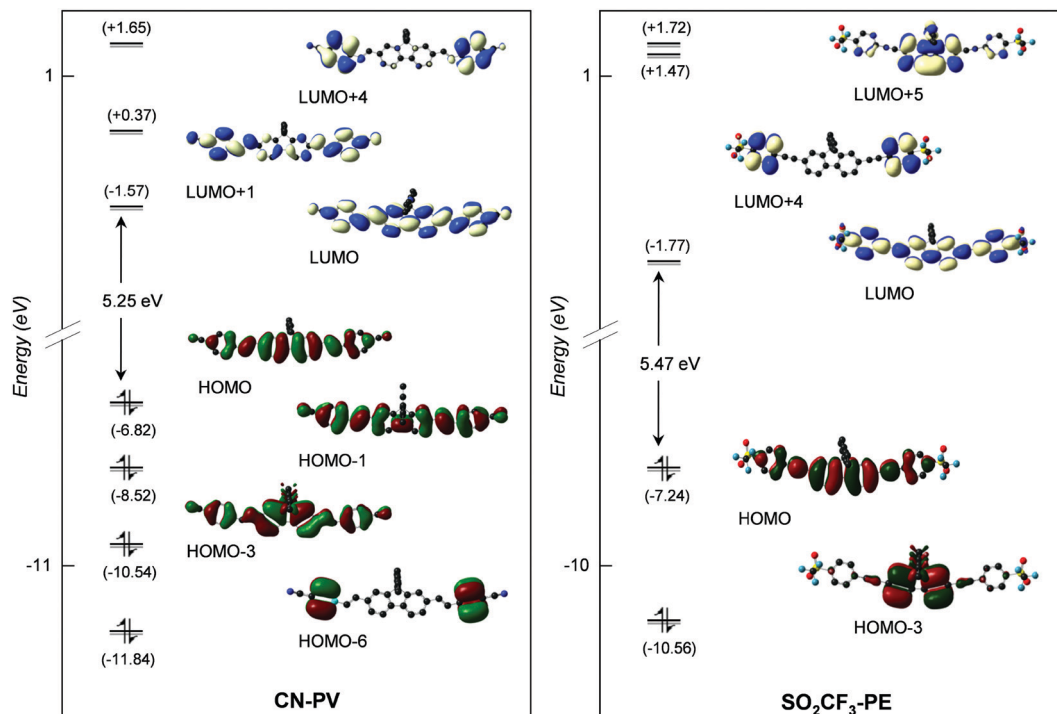 (+1.65)
1
LUMO+4
(+0.37)
LUMO+1
(-1.57)
LUMO
5.25 eV
Energy (eV)
HOMO
(-6.82)
HOMO-1
(-8.52)
HOMO-3
-11
(-10.54)
HOMO-6
(-11.84)
CN-PV
(+1.72)
1
(+1.47)
LUMO+5
LUMO+4
(-1.77)
LUMO
Energy (eV)
5.47 eV
(-7.24)
HOMO
-10
HOMO-3
(-10.56)
SO₂CF₃-PE